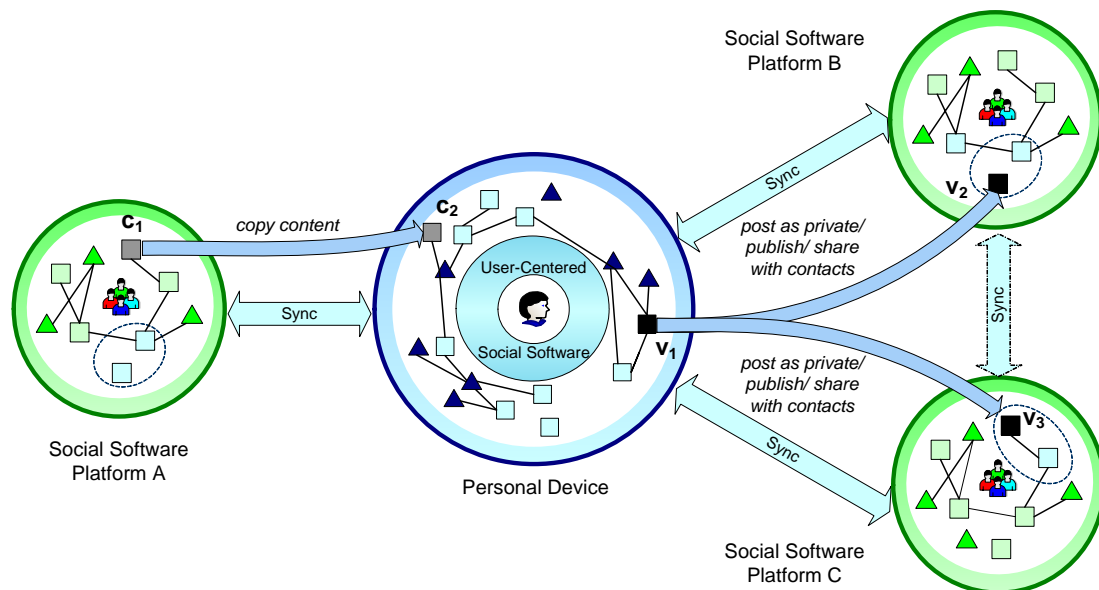 Social Software
Platform B
V2
Sync
post as private/
publish/ share
with contacts
C1
copy content
C2
User-Centered
Social Software
Sync
V1
Sync
post as private/
publish/ share
with contacts
V3
Sync
Social Software
Platform A
Personal Device
Social Software
Platform C